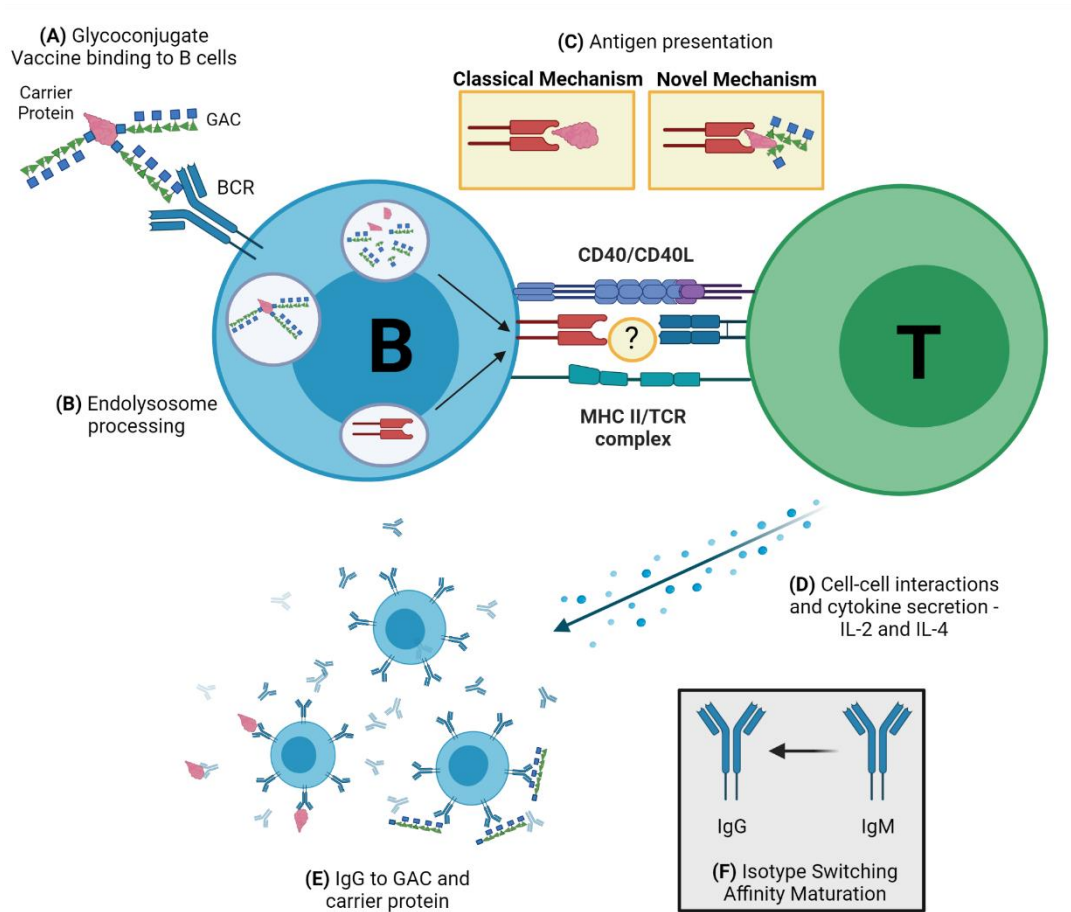 (A) Glycoconjugate
Vaccine binding to B cells
Carrier
Protein
GAC
BCR
(C) Antigen presentation
Classical Mechanism
Novel Mechanism
CD40/CD40L
B
?
T
(B) Endolysosome
processing
MHC II/TCR
complex
(D) Cell-cell interactions
and cytokine secretion -
IL-2 and IL-4
IgG
IgM
(F) Isotype Switching
Affinity Maturation
(E) IgG to GAC and
carrier protein